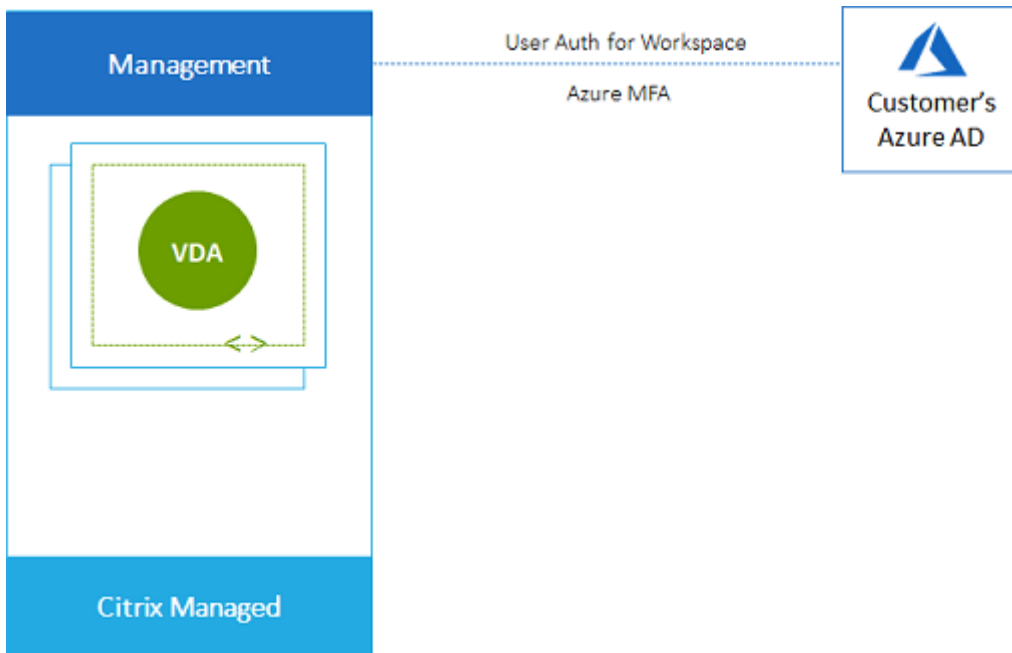 Management
User Auth for Workspace
Azure MFA
Customer's
Azure AD
VDA
<>
Citrix Managed